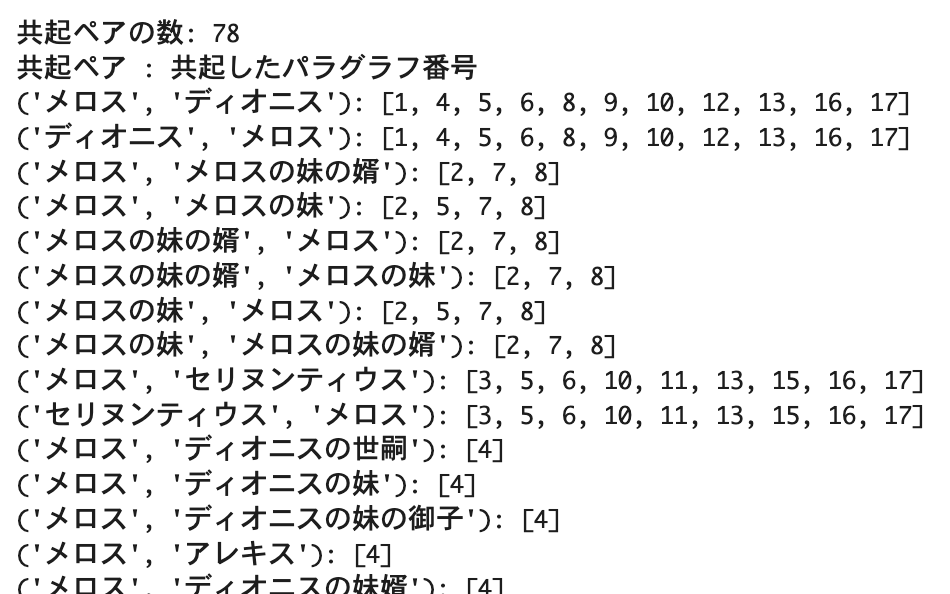 共起ペアの数: 78
共起ペア : 共起したパラグラフ番号
('メロス', 'ディオニス'): [1, 4, 5, 6, 8, 9, 10, 12, 13, 16, 17]
('ディオニス', 'メロス'): [1, 4, 5, 6, 8, 9, 10, 12, 13, 16, 17]
('メロス', 'メロスの妹の婿'): [2, 7, 8]
('メロス', 'メロスの妹'): [2, 5, 7, 8]
('メロスの妹の婿', 'メロス'): [2, 7, 8]
('メロスの妹の婿', 'メロスの妹'): [2, 7, 8]
('メロスの妹', 'メロス'): [2, 5, 7, 8]
('メロスの妹', 'メロスの妹の婿'): [2, 7, 8]
('メロス', 'セリヌンティウス'): [3, 5, 6, 10, 11, 13, 15, 16, 17]
('セリヌンティウス', 'メロス'): [3, 5, 6, 10, 11, 13, 15, 16, 17]
('メロス', 'ディオニスの世嗣'): [4]
('メロス', 'ディオニスの妹'): [4]
('メロス', 'ディオニスの妹の御子'): [4]
('メロス', 'アレキス'): [4]
('メロス', 'ディオニスの妹婿'): [4]